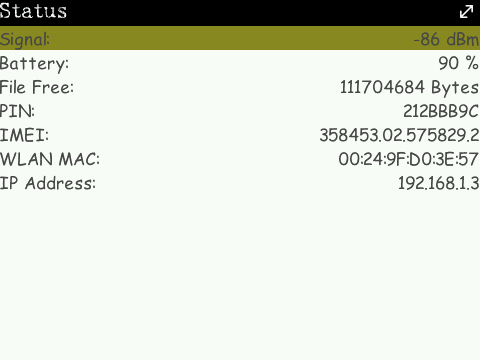 Status
Signal: -86 dBm
Battery: 90 %
File Free: 111704684 Bytes
PIN: 212BBB9C
IMEI: 358453.02.575829.2
WLAN MAC: 00:24:9F:D0:3E:57
IP Address: 192.168.1.3